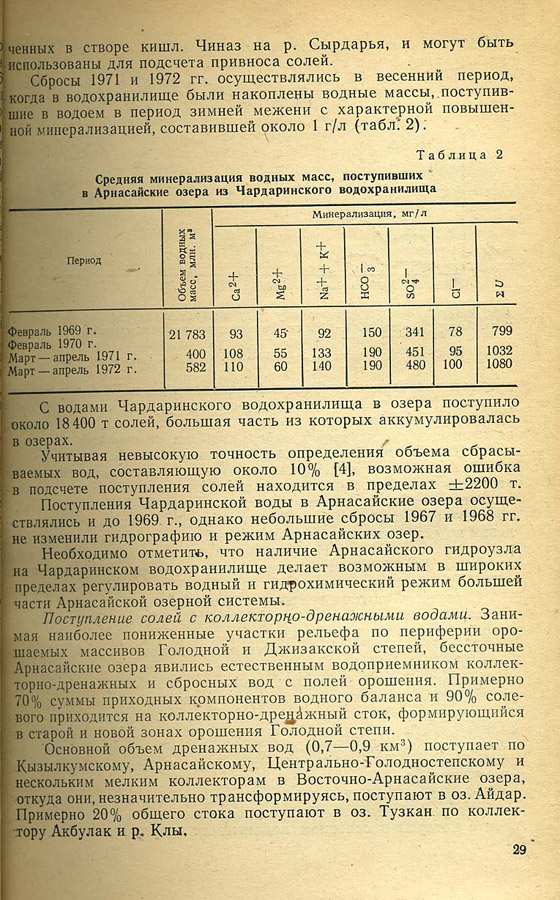 ченных в створе кишл. Чиназ на р. Сырдарья, и могут быть
использованы для подсчета привноса солей.
Сбросы 1971 и 1972 гг. осуществлялись в весенний период,
когда в водохранилище были накоплены водные массы, поступив-
шие в водоем в период зимней межени с характерной повышен-
ной минерализацией, составившей около 1 г/л (табл. 2).
Таблица 2
Средняя минерализация водных масс, поступивших
в Арнасайские озера из Чардаринского водохранилища
Период
Объем водных масс, млн. м³
Минерализация, мг/л
Ca2+
Mg2+
Na+ + K+
HCO3−
SO42−
Cl−
Σ U
Февраль 1969 г.
Февраль 1970 г. 21 783 93 45 92 150 341 78 799
Март — апрель 1971 г. 400 108 55 133 190 451 95 1032
Март — апрель 1972 г. 582 110 60 140 190 480 100 1080
С водами Чардаринского водохранилища в озера поступило
около 18 400 т солей, большая часть из которых аккумулировалась
в озерах.
Учитывая невысокую точность определения объема сбрасы-
ваемых вод, составляющую около 10% [4], возможная ошибка
в подсчете поступления солей находится в пределах ±2200 т.
Поступления Чардаринской воды в Арнасайские озера осуще-
ствлялись и до 1969 г., однако небольшие сбросы 1967 и 1968 гг.
не изменили гидрографию и режим Арнасайских озер.
Необходимо отметить, что наличие Арнасайского гидроузла
на Чардаринском водохранилище делает возможным в широких
пределах регулировать водный и гидрохимический режим большей
части Арнасайской озерной системы.
Поступление солей с коллекторно-дренажными водами. Зани-
мая наиболее пониженные участки рельефа по периферии оро-
шаемых массивов Голодной и Джизакской степей, бессточные
Арнасайские озера явились естественным водоприемником коллек-
торно-дренажных и сбросных вод с полей орошения. Примерно
70% суммы приходных компонентов водного баланса и 90% соле-
вого приходится на коллекторно-дренажный сток, формирующийся
в старой и новой зонах орошения Голодной степи.
Основной объем дренажных вод (0,7—0,9 км³) поступает по
Кызылкумскому, Арнасайскому, Центрально-Голодностепскому и
нескольким мелким коллекторам в Восточно-Арнасайские озера,
откуда они, незначительно трансформируясь, поступают в оз. Айдар.
Примерно 20% общего стока поступают в оз. Тузкан по коллек-
тору Акбулак и р. Клы.
29